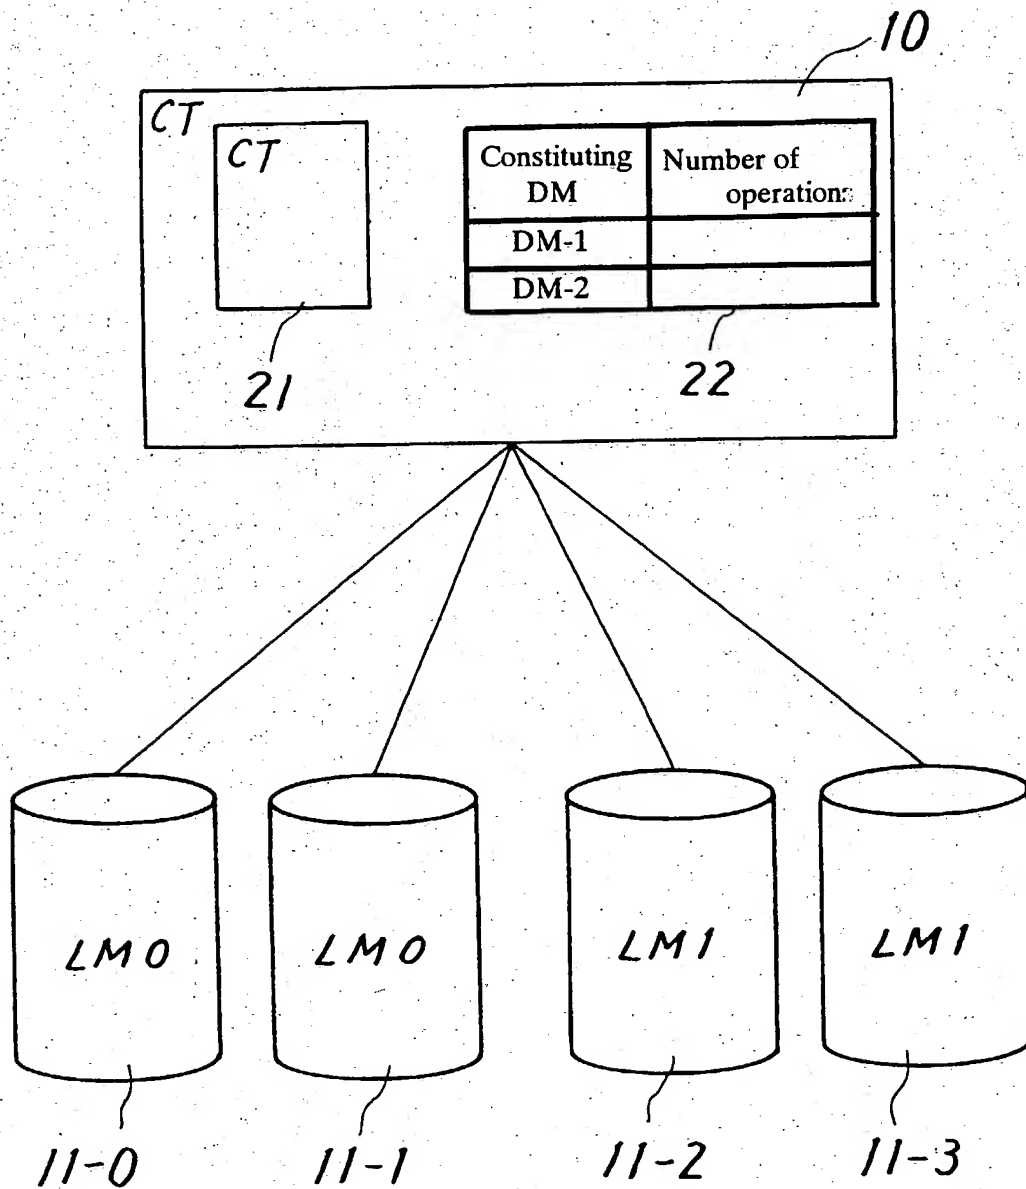 10
CT
CT
Constituting
DM
Number of
operations
DM-1
DM-2
21
22
LM0
LM0
LM1
LM1
11-0
11-1
11-2
11-3